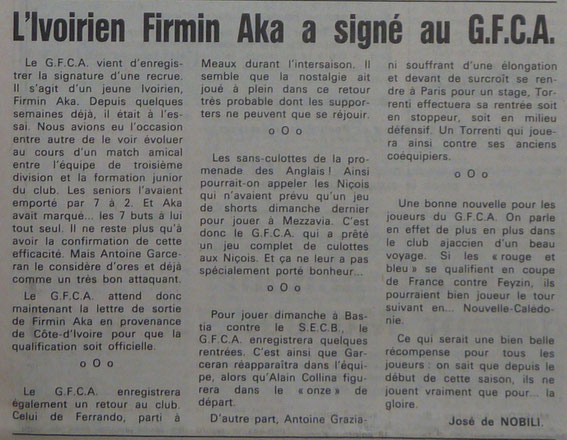 L'Ivoirien Firmin Aka a signé au G.F.C.A.
Le G.F.C.A. vient d'enregis-
trer la signature d'une recrue.
Il s'agit d'un jeune Ivoirien,
Firmin Aka. Depuis quelques
semaines déjà, il était à l'es-
sai. Nous avions eu l'occasion
entre autre de le voir évoluer
au cours d'un match amical
entre l'équipe de troisième
division et la formation junior
du club. Les seniors l'avaient
emporté par 7 à 2. Et Aka
avait marqué... les 7 buts à lui
tout seul. Il ne reste plus qu'à
avoir la confirmation de cette
efficacité. Mais Antoine Garce-
ran le considère d'ores et déjà
comme un très bon attaquant.
Le G.F.C.A. attend donc
maintenant la lettre de sortie
de Firmin Aka en provenance
de Côte-d'Ivoire pour que la
qualification soit officielle.
o O o
Le G.F.C.A. enregistrera
également un retour au club.
Celui de Ferrando, parti à
Meaux durant l'intersaison. Il
semble que la nostalgie ait
joué à plein dans ce retour
très probable dont les suppor-
ters ne peuvent que se réjouir.
o O o
Les sans-culottes de la pro-
menade des Anglais ! Ainsi
pourrait-on appeler les Niçois
qui n'avaient prévu qu'un jeu
de shorts dimanche dernier
pour jouer à Mezzavia. C'est
donc le G.F.C.A. qui a prêté
un jeu complet de culottes
aux Niçois. Et ça ne leur a pas
spécialement porté bonheur...
o O o
Pour jouer dimanche à Bas-
tia contre le S.E.C.B., le
G.F.C.A. enregistrera quelques
rentrées. C'est ainsi que Gar-
ceran réapparaîtra dans l'équi-
pe, alors qu'Alain Collina figu-
rera dans le « onze » de
départ.
D'autre part, Antoine Grazia-
ni souffrant d'une élongation
et devant de surcroît se ren-
dre à Paris pour un stage, Tor-
renti effectuera sa rentrée soit
en stoppeur, soit en milieu
défensif. Un Torrenti qui joue-
ra ainsi contre ses anciens
coéquipiers.
o O o
Une bonne nouvelle pour les
joueurs du G.F.C.A. On parle
en effet de plus en plus dans
le club ajaccien d'un beau
voyage. Si les « rouge et
bleu » se qualifient en coupe
de France contre Feyzin, ils
pourraient bien joueur le tour
suivant en... Nouvelle-Calédo-
nie.
Ce qui serait une bien belle
récompense pour tous les
joueurs : on sait que depuis le
début de cette saison, ils ne
jouent vraiment que pour... la
gloire.
José de NOBILI.